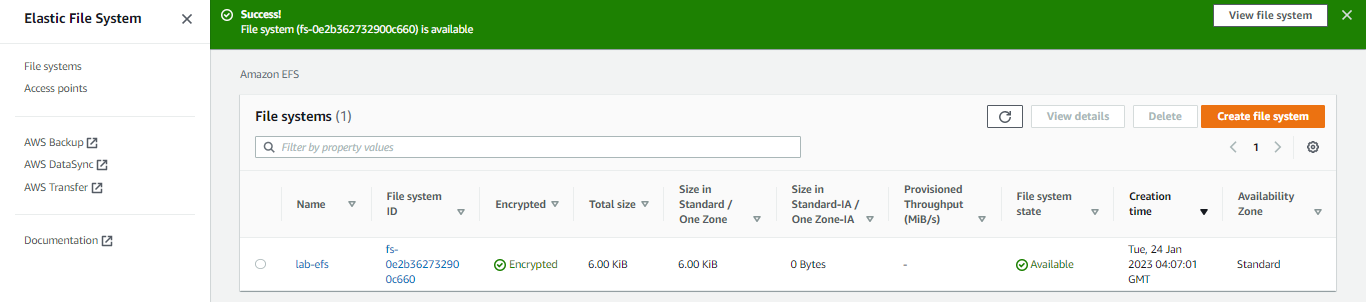 Elastic File System
File systems
Access points
AWS Backup
AWS DataSync
AWS Transfer
Documentation
Success!
File system (fs-0e2b362732900c660) is available
View file system
Amazon EFS
File systems (1)
View details
Delete
Create file system
Filter by property values
1
Name
File system
ID
Encrypted
Total size
Size in
Standard /
One Zone
Size in
Standard-IA /
One Zone-IA
Provisioned
Throughput
(MiB/s)
File system
state
Creation
time
Availability
Zone
lab-efs
fs-
0e2b36273290
0c660
Encrypted
6.00 KiB
6.00 KiB
0 Bytes
-
Available
Tue, 24 Jan
2023 04:07:01
GMT
Standard